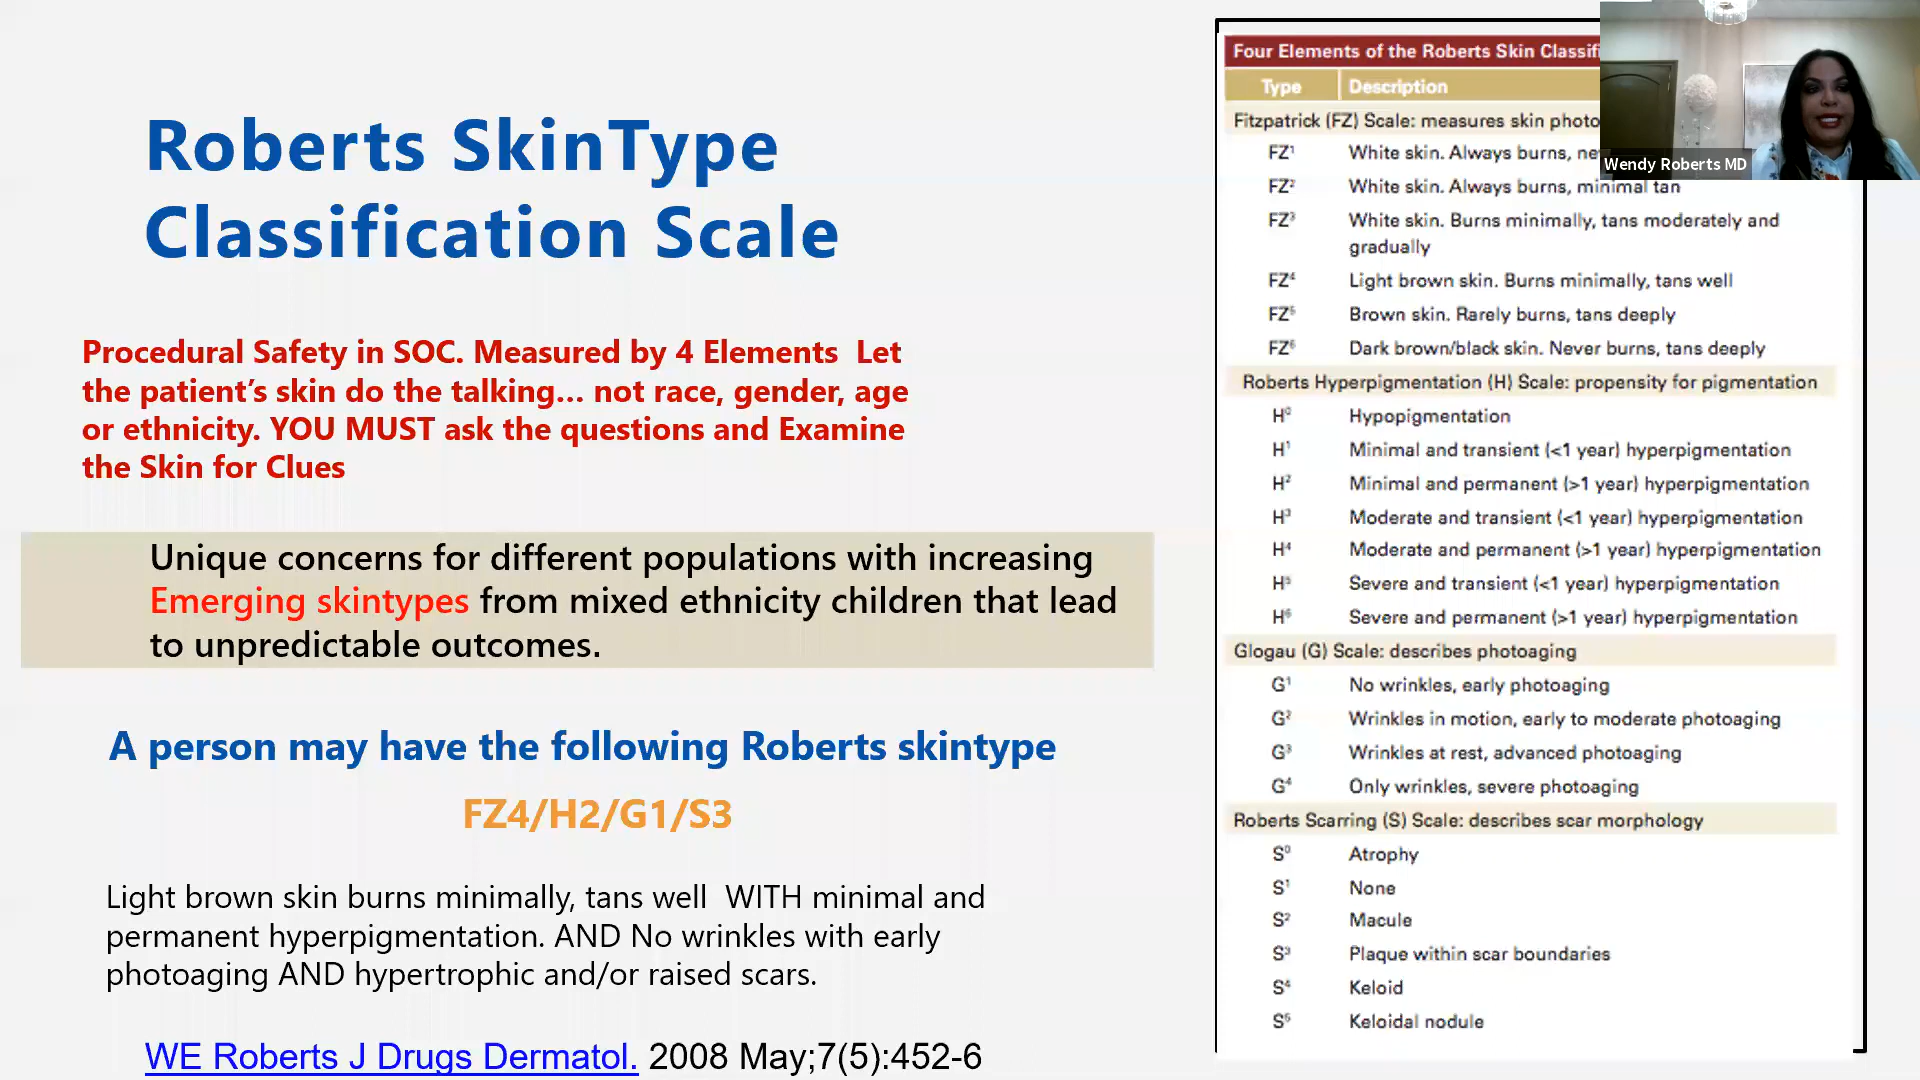 Roberts SkinType
Classification Scale
Procedural Safety in SOC. Measured by 4 Elements Let
the patient’s skin do the talking... not race, gender, age
or ethnicity. YOU MUST ask the questions and Examine
the Skin for Clues
Unique concerns for different populations with increasing
Emerging skintypes from mixed ethnicity children that lead
to unpredictable outcomes.
A person may have the following Roberts skintype
FZ4/H2/G1/S3
Light brown skin burns minimally, tans well WITH minimal and
permanent hyperpigmentation. AND No wrinkles with early
photoaging AND hypertrophic and/or raised scars.
WE Roberts J Drugs Dermatol. 2008 May;7(5):452-6
Four Elements of the Roberts Skin
Type Description
Fitzpatrick (FZ) Scale: measures skin
FZ¹ White skin. Always burns,
FZ² White skin. Always burns, minimal tan
FZ³ White skin. Burns minimally, tans moderately and
gradually
FZ⁴ Light brown skin. Burns minimally, tans well
FZ⁵ Brown skin. Rarely burns, tans deeply
FZ⁶ Dark brown/black skin. Never burns, tans deeply
Roberts Hyperpigmentation (H) Scale: propensity for pigmentation
H⁰ Hypopigmentation
H¹ Minimal and transient (<1 year) hyperpigmentation
H² Minimal and permanent (>1 year) hyperpigmentation
H³ Moderate and transient (<1 year) hyperpigmentation
H⁴ Moderate and permanent (>1 year) hyperpigmentation
H⁵ Severe and transient (<1 year) hyperpigmentation
H⁶ Severe and permanent (>1 year) hyperpigmentation
Glogau (G) Scale: describes photoaging
G¹ No wrinkles, early photoaging
G² Wrinkles in motion, early to moderate photoaging
G³ Wrinkles at rest, advanced photoaging
G⁴ Only wrinkles, severe photoaging
Roberts Scarring (S) Scale: describes scar morphology
S⁰ Atrophy
S¹ None
S² Macule
S³ Plaque within scar boundaries
S⁴ Keloid
S⁵ Keloidal nodule
Wendy Roberts MD